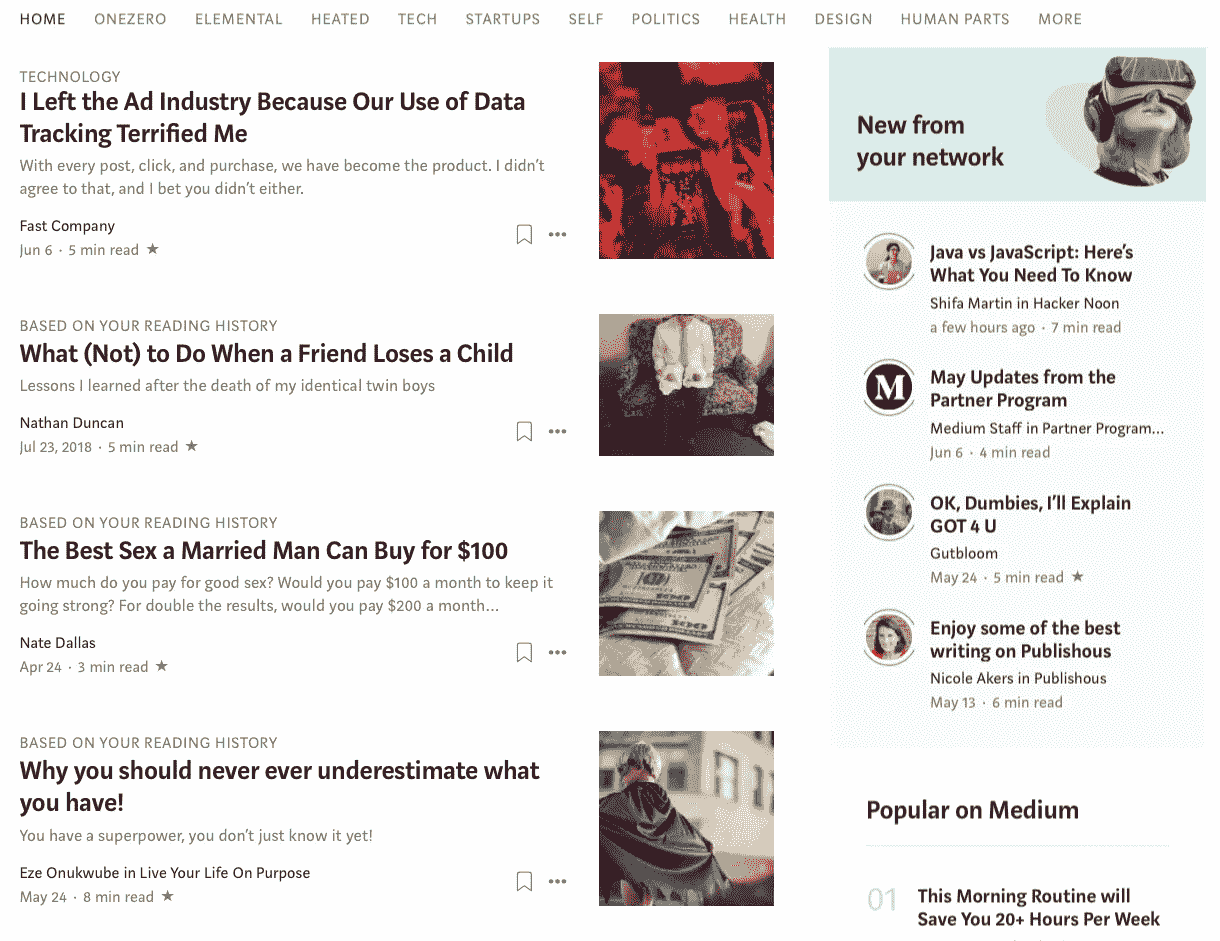 HOME ONEZERO ELEMENTAL HEATED TECH STARTUPS SELF POLITICS HEALTH DESIGN HUMAN PARTS MORE
TECHNOLOGY
I Left the Ad Industry Because Our Use of Data
Tracking Terrified Me
With every post, click, and purchase, we have become the product. I didn’t
agree to that, and I bet you didn’t either.
Fast Company
Jun 6 · 5 min read ★
BASED ON YOUR READING HISTORY
What (Not) to Do When a Friend Loses a Child
Lessons I learned after the death of my identical twin boys
Nathan Duncan
Jul 23, 2018 · 5 min read ★
BASED ON YOUR READING HISTORY
The Best Sex a Married Man Can Buy for $100
How much do you pay for good sex? Would you pay $100 a month to keep it
going strong? For double the results, would you pay $200 a month…
Nate Dallas
Apr 24 · 3 min read ★
BASED ON YOUR READING HISTORY
Why you should never ever underestimate what
you have!
You have a superpower, you don’t just know it yet!
Eze Onukwube in Live Your Life On Purpose
May 24 · 8 min read ★
New from
your network
Java vs JavaScript: Here’s
What You Need To Know
Shifa Martin in Hacker Noon
a few hours ago · 7 min read
M
May Updates from the
Partner Program
Medium Staff in Partner Program…
Jun 6 · 4 min read
OK, Dumbies, I’ll Explain
GOT 4 U
Gutbloom
May 24 · 5 min read ★
Enjoy some of the best
writing on Publishous
Nicole Akers in Publishous
May 13 · 6 min read
Popular on Medium
01 This Morning Routine will
Save You 20+ Hours Per Week